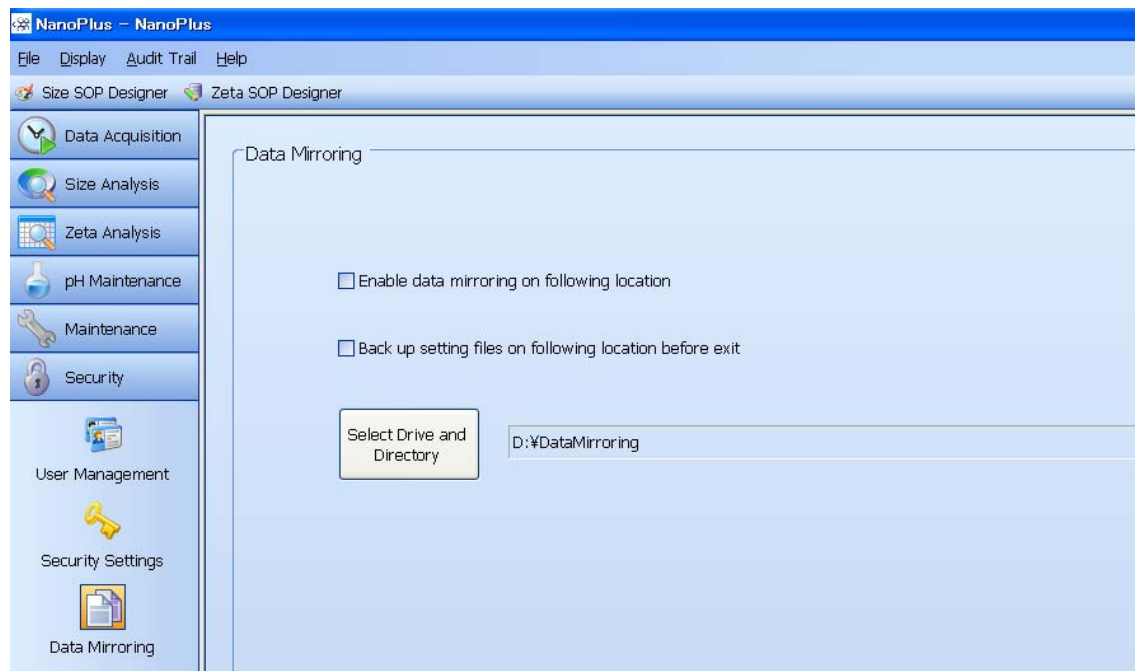 NanoPlus - NanoPlus
File Display Audit Trail Help
Size SOP Designer Zeta SOP Designer
Data Acquisition
Size Analysis
Zeta Analysis
pH Maintenance
Maintenance
Security
User Management
Security Settings
Data Mirroring
Data Mirroring
Enable data mirroring on following location
Back up setting files on following location before exit
Select Drive and
Directory
D:¥DataMirroring